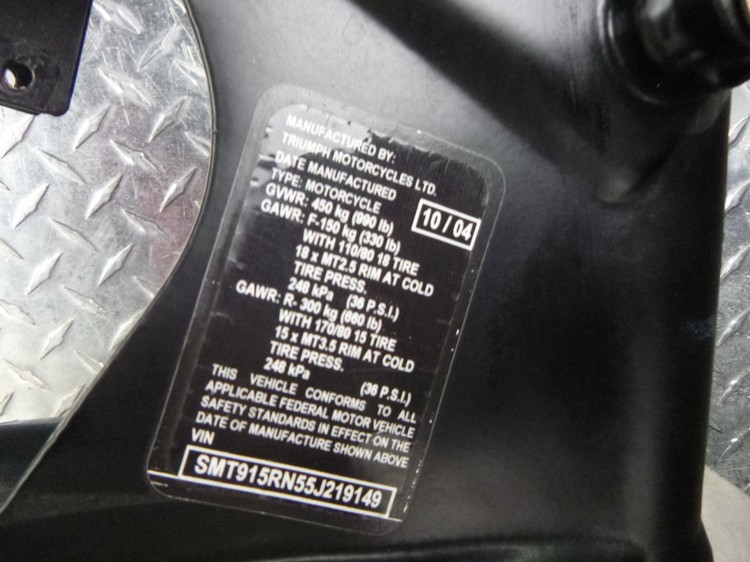 MANUFACTURED BY:
TRIUMPH MOTORCYCLES LTD.
DATE MANUFACTURED
10 / 04
TYPE: MOTORCYCLE
GVWR: 450 kg (990 lb)
GAWR: F-150 kg (330 lb)
WITH 110/80 18 TIRE
18 x MT2.5 RIM AT COLD
TIRE PRESS.
248 kPa (36 P.S.I.)
GAWR: R- 300 kg (660 lb)
WITH 170/80 15 TIRE
15 x MT3.5 RIM AT COLD
TIRE PRESS.
248 kPa (36 P.S.I.)
THIS VEHICLE CONFORMS TO ALL
APPLICABLE FEDERAL MOTOR VEHICLE
SAFETY STANDARDS IN EFFECT ON THE
DATE OF MANUFACTURE SHOWN ABOVE
VIN
SMT915RN55J219149